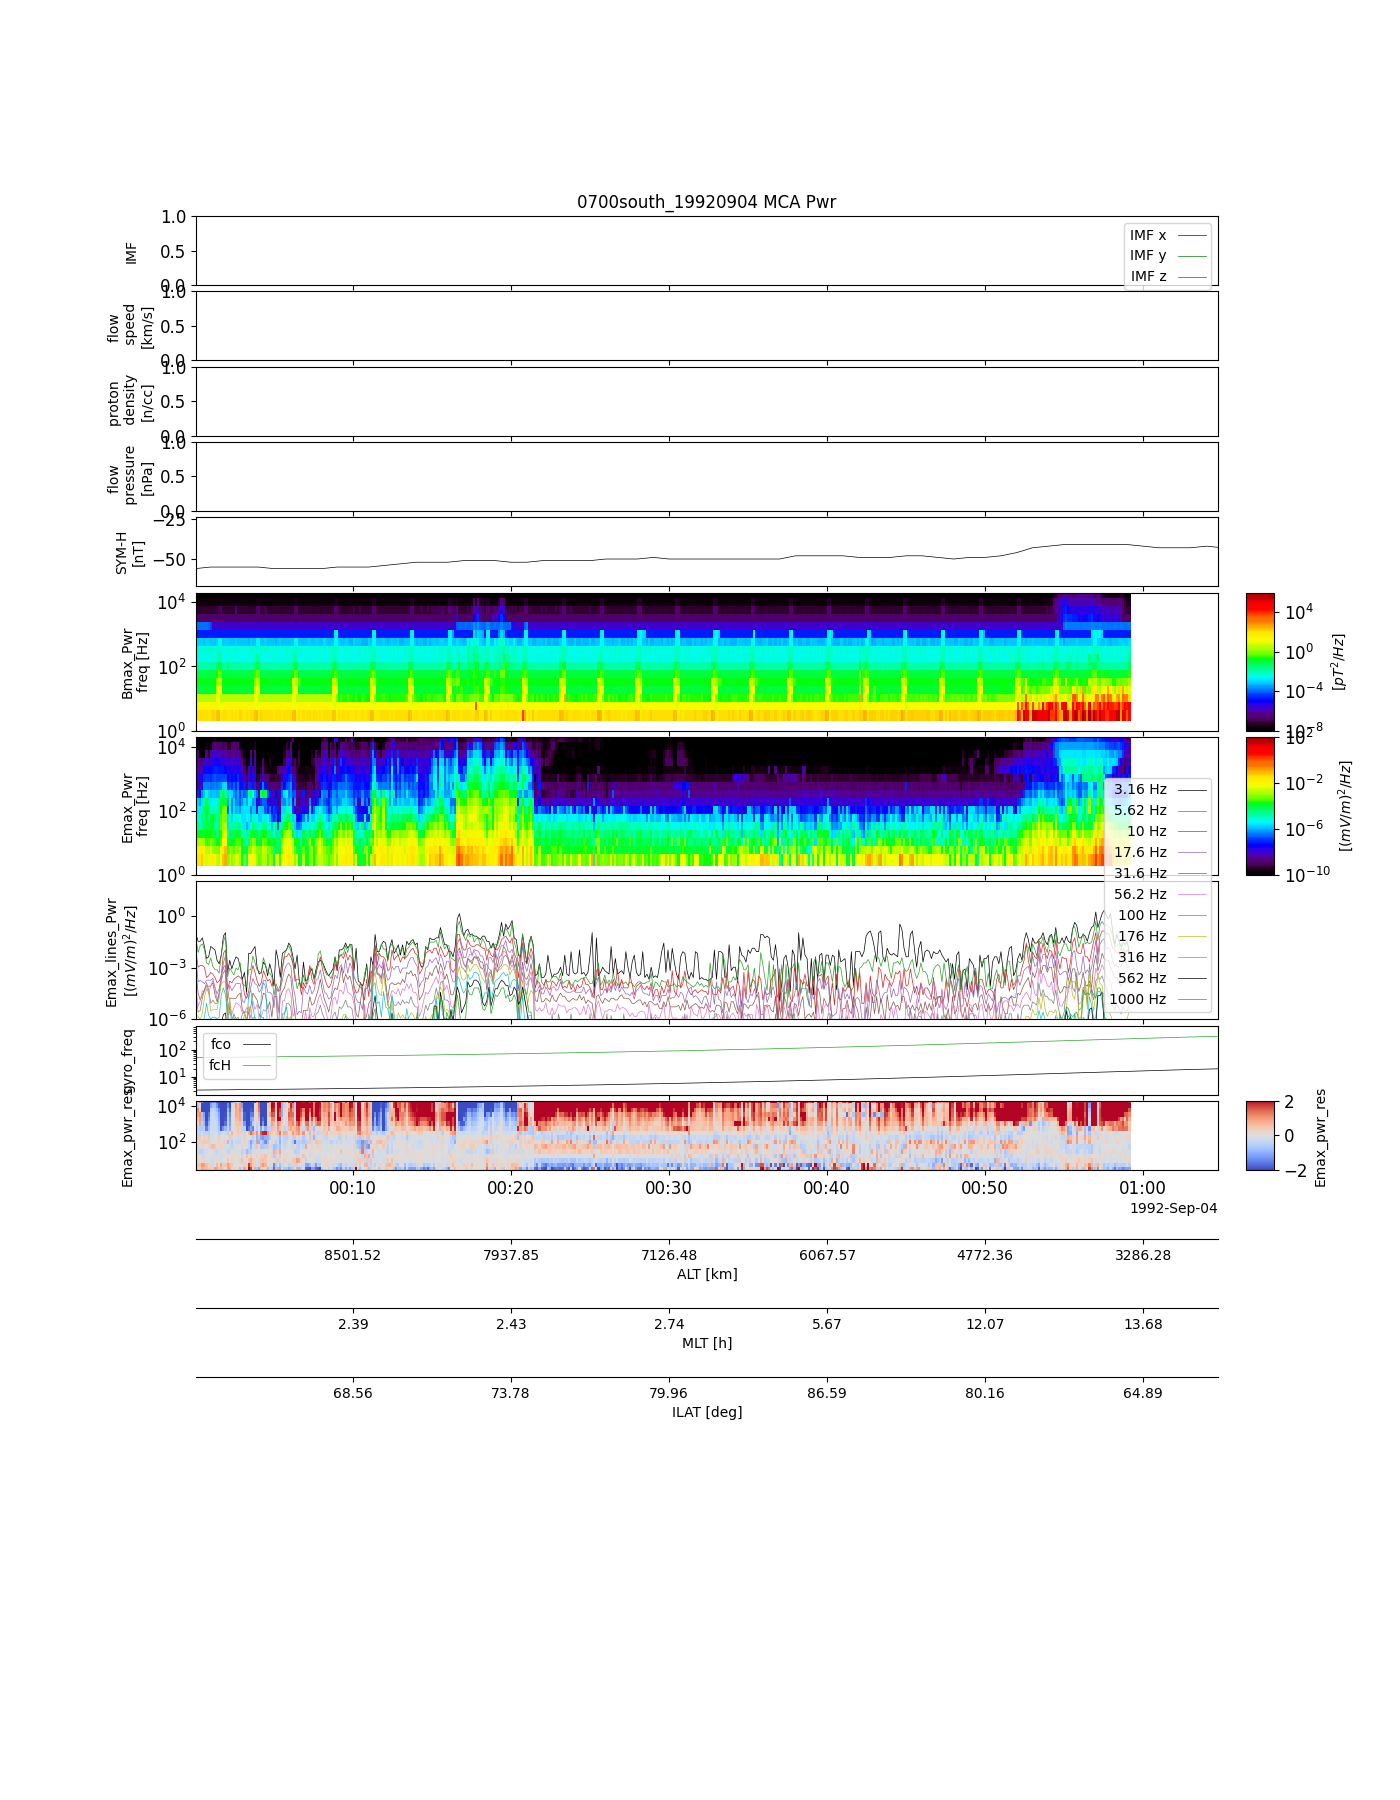 0700south_19920904 MCA Pwr
1.0
0.5
0.0
IMF
IMF x
IMF y
IMF z
1.0
0.5
0.0
flow
speed
[km/s]
1.0
0.5
0.0
proton
density
[n/cc]
1.0
0.5
0.0
flow
pressure
[nPa]
−25
−50
SYM-H
[nT]
10^4
10^2
10^0
Bmax_Pwr
freq [Hz]
10^4
10^0
10^−4
10^−8
[pT^2/Hz]
10^4
10^2
10^0
Emax_Pwr
freq [Hz]
10^2
10^−2
10^−6
10^−10
[(mV/m)^2/Hz]
3.16 Hz
5.62 Hz
10 Hz
17.6 Hz
31.6 Hz
56.2 Hz
100 Hz
176 Hz
316 Hz
562 Hz
1000 Hz
10^0
10^−3
10^−6
Emax_lines_Pwr
[(mV/m)^2/Hz]
10^2
10^1
gyro_freq
fco
fcH
10^4
10^2
Emax_pwr_res
2
0
−2
Emax_pwr_res
00:10 00:20 00:30 00:40 00:50 01:00
1992-Sep-04
8501.52 7937.85 7126.48 6067.57 4772.36 3286.28
ALT [km]
2.39 2.43 2.74 5.67 12.07 13.68
MLT [h]
68.56 73.78 79.96 86.59 80.16 64.89
ILAT [deg]